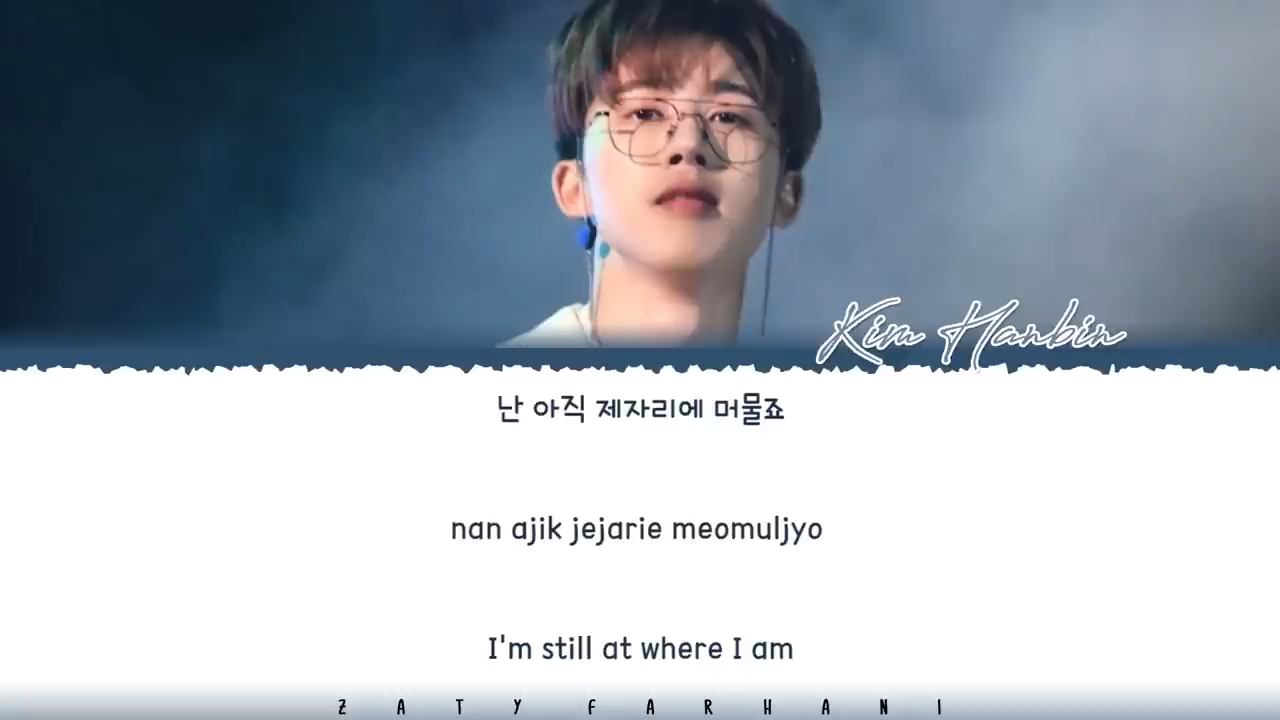 Kim Hanbin
난 아직 제자리에 머물죠
nan ajik jejarie meomuljyo
I'm still at where I am
ZATY FARHANI